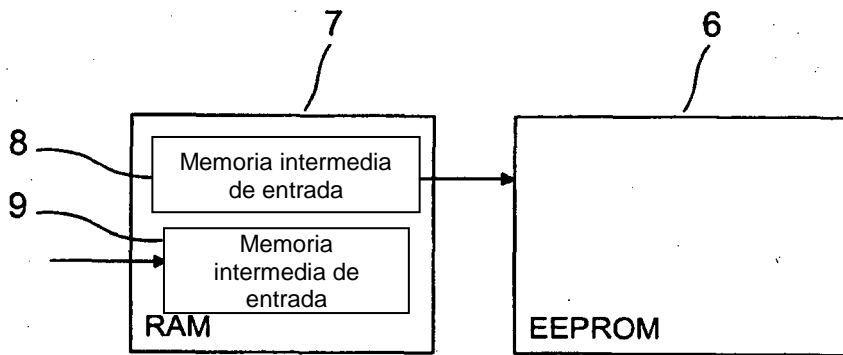 7
6
8
Memoria intermedia
de entrada
9
Memoria
intermedia de
entrada
RAM
EEPROM